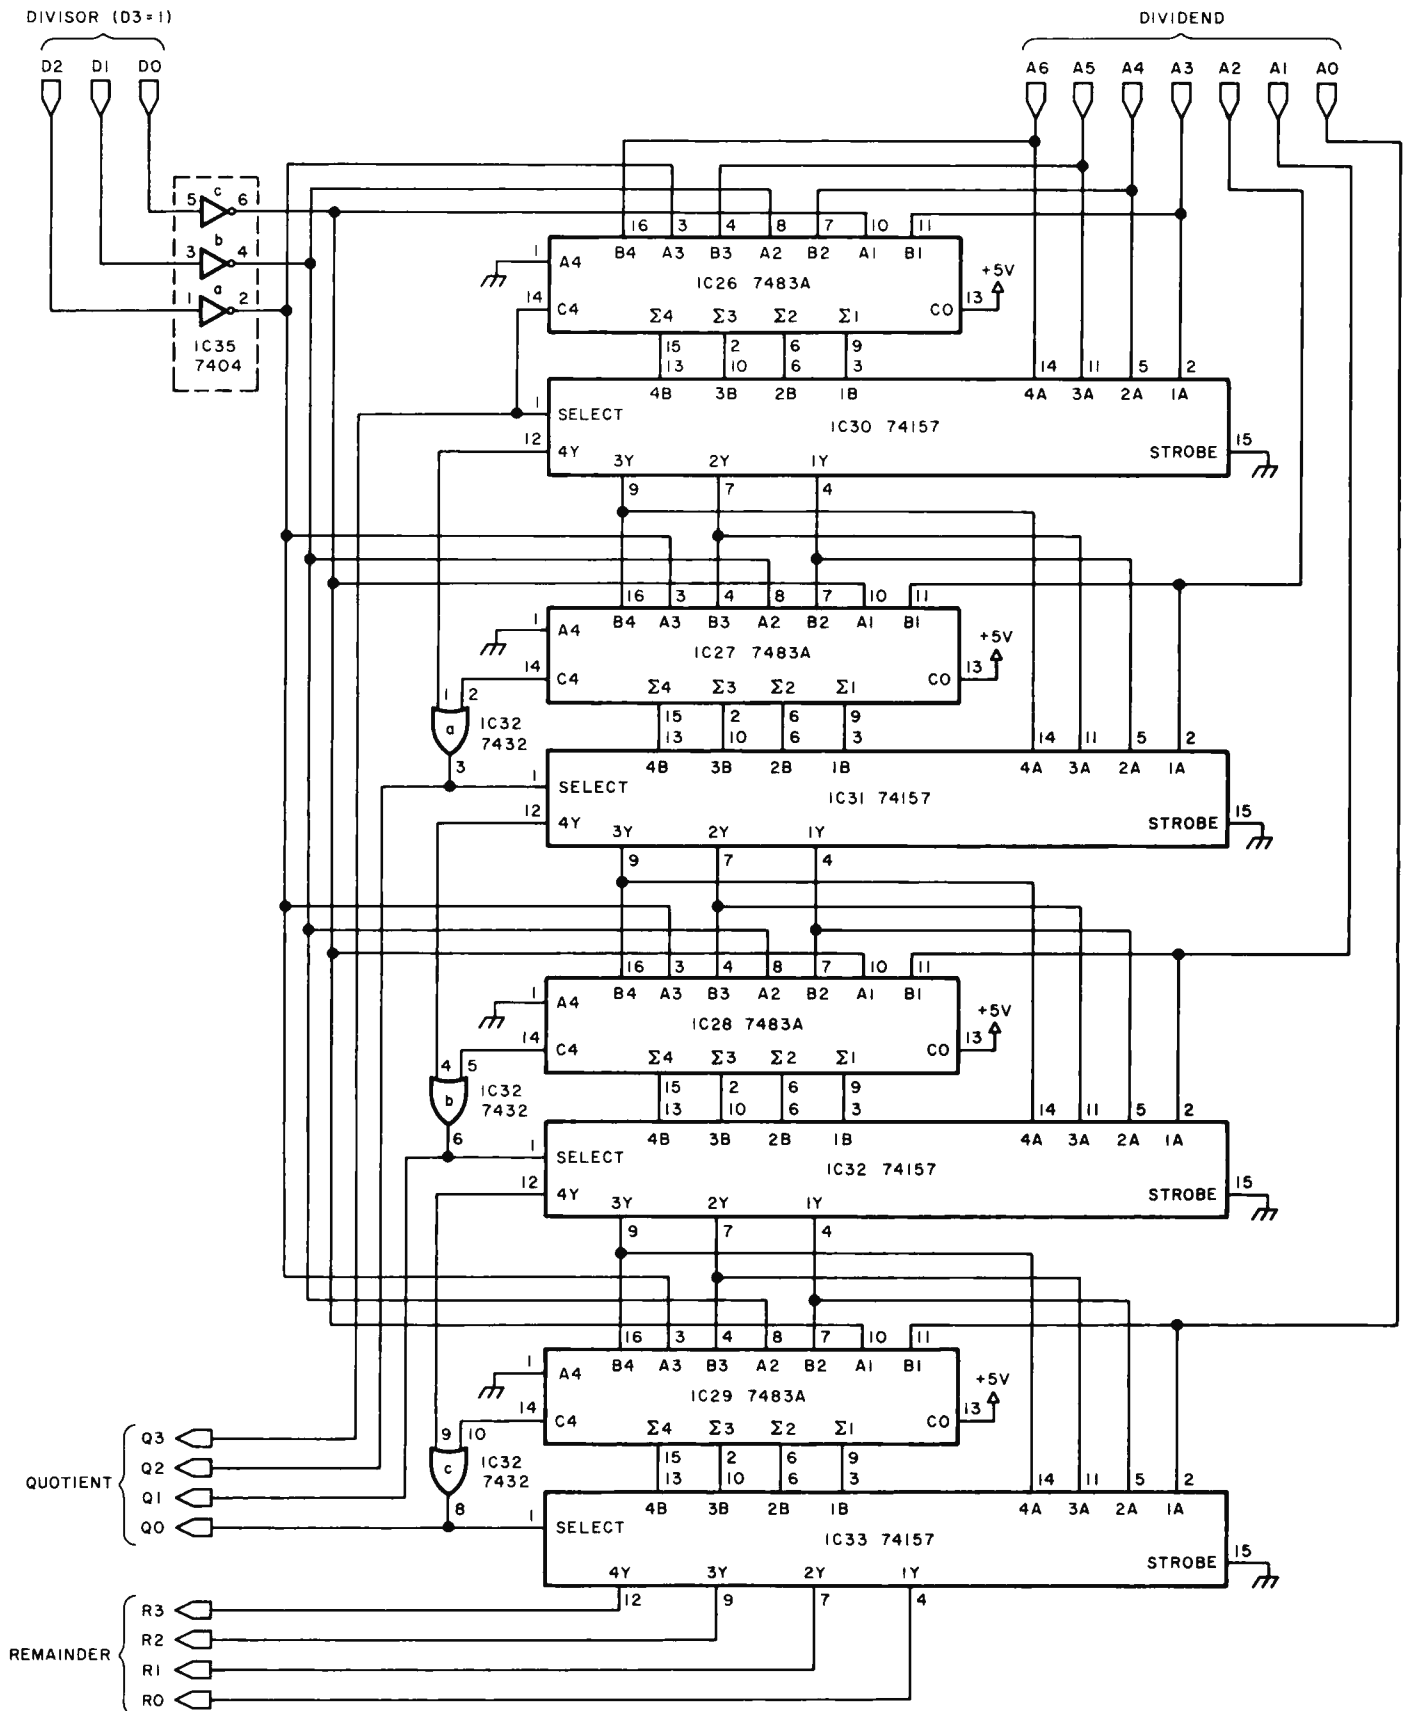 DIVISOR (D3=1) DIVIDEND
D2 D1 D0 A6 A5 A4 A3 A2 A1 A0
c
5 6
b
3 4
a
1 2
IC35
7404
16 3 4 8 7 10 11
B4 A3 B3 A2 B2 A1 B1
1 A4
IC26 7483A
+5V
14 C4 C0 13
Σ4 Σ3 Σ2 Σ1
15 2 6 9
13 10 6 3 14 11 5 2
4B 3B 2B 1B 4A 3A 2A 1A
1 SELECT
IC30 74157
12 4Y STROBE 15
3Y 2Y 1Y
9 7 4
16 3 4 8 7 10 11
B4 A3 B3 A2 B2 A1 B1
1 A4
IC27 7483A
+5V
14 C4 C0 13
Σ4 Σ3 Σ2 Σ1
1 2
a
IC32
7432
3
15 2 6 9
13 10 6 3 14 11 5 2
4B 3B 2B 1B 4A 3A 2A 1A
1 SELECT
IC31 74157
12 4Y STROBE 15
3Y 2Y 1Y
9 7 4
16 3 4 8 7 10 11
B4 A3 B3 A2 B2 A1 B1
1 A4
IC28 7483A
+5V
14 C4 C0 13
Σ4 Σ3 Σ2 Σ1
4 5
b
IC32
7432
6
15 2 6 9
13 10 6 3 14 11 5 2
4B 3B 2B 1B 4A 3A 2A 1A
1 SELECT
IC32 74157
12 4Y STROBE 15
3Y 2Y 1Y
9 7 4
16 3 4 8 7 10 11
B4 A3 B3 A2 B2 A1 B1
1 A4
IC29 7483A
+5V
14 C4 C0 13
Σ4 Σ3 Σ2 Σ1
9 10
c
IC32
7432
8
15 2 6 9
13 10 6 3 14 11 5 2
4B 3B 2B 1B 4A 3A 2A 1A
1 SELECT
IC33 74157
STROBE 15
4Y 3Y 2Y 1Y
12 9 7 4
QUOTIENT
Q3
Q2
Q1
Q0
REMAINDER
R3
R2
R1
R0